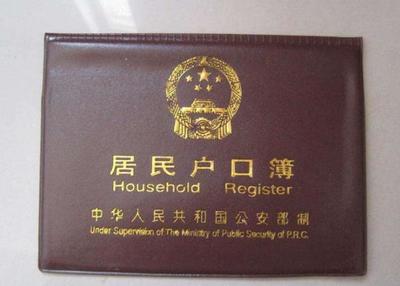 居民户口簿
Household Register
中华人民共和国公安部制
Under Supervision of The Ministry of Public Security of P.R.C.